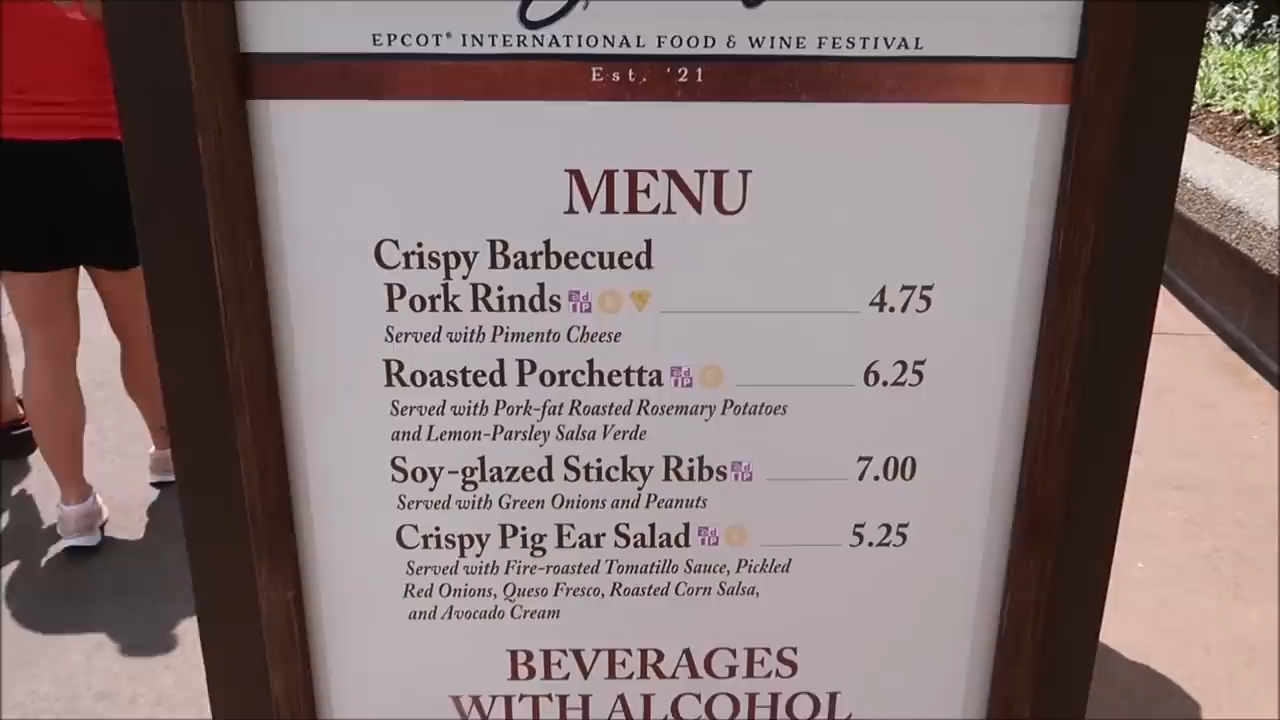 EPCOT® INTERNATIONAL FOOD & WINE FESTIVAL
Est. '21
MENU
Crispy Barbecued
Pork Rinds 4.75
Served with Pimento Cheese
Roasted Porchetta 6.25
Served with Pork-fat Roasted Rosemary Potatoes
and Lemon-Parsley Salsa Verde
Soy-glazed Sticky Ribs 7.00
Served with Green Onions and Peanuts
Crispy Pig Ear Salad 5.25
Served with Fire-roasted Tomatillo Sauce, Pickled
Red Onions, Queso Fresco, Roasted Corn Salsa,
and Avocado Cream
BEVERAGES
WITH ALCOHOL